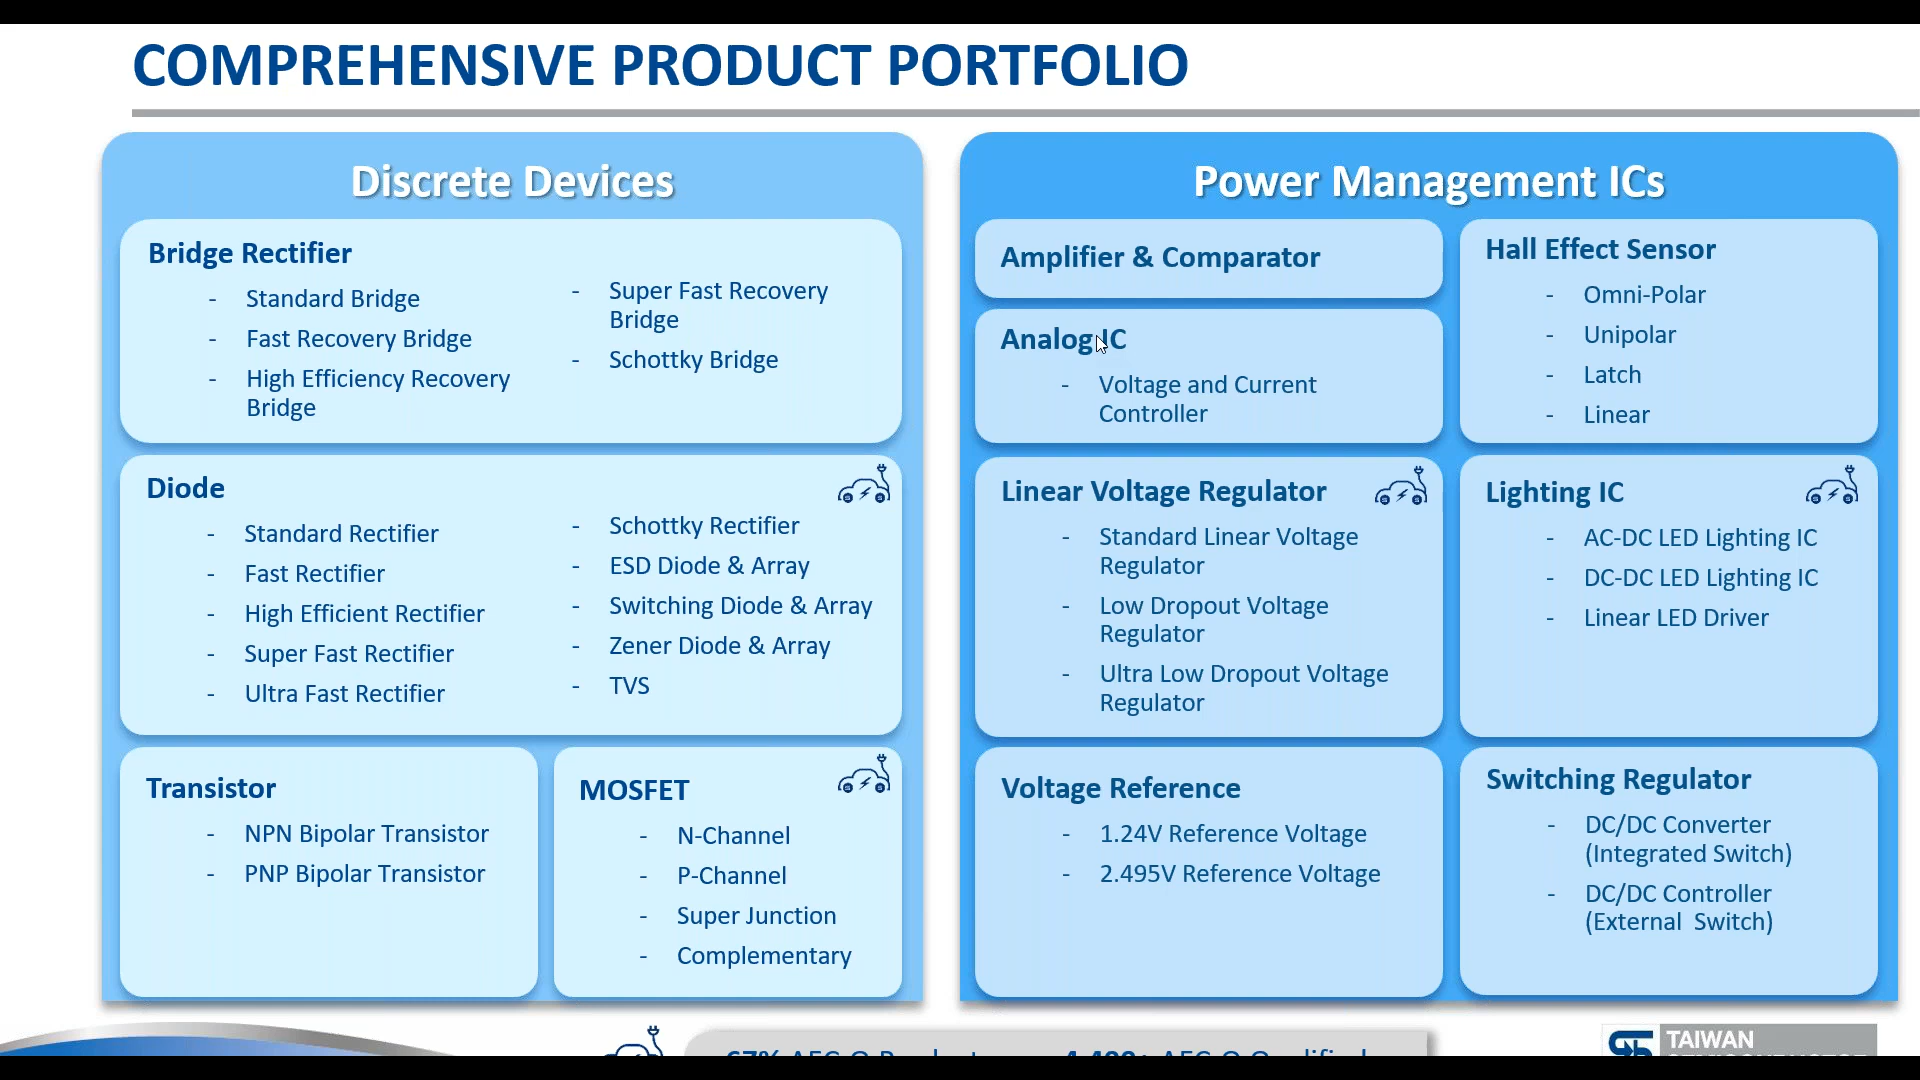 COMPREHENSIVE PRODUCT PORTFOLIO
Discrete Devices
Bridge Rectifier
- Standard Bridge
- Fast Recovery Bridge
- High Efficiency Recovery
Bridge
- Super Fast Recovery
Bridge
- Schottky Bridge
Diode
- Standard Rectifier
- Fast Rectifier
- High Efficient Rectifier
- Super Fast Rectifier
- Ultra Fast Rectifier
- Schottky Rectifier
- ESD Diode & Array
- Switching Diode & Array
- Zener Diode & Array
- TVS
Transistor
- NPN Bipolar Transistor
- PNP Bipolar Transistor
MOSFET
- N-Channel
- P-Channel
- Super Junction
- Complementary
Power Management ICs
Amplifier & Comparator
Analog IC
- Voltage and Current
Controller
Linear Voltage Regulator
- Standard Linear Voltage
Regulator
- Low Dropout Voltage
Regulator
- Ultra Low Dropout Voltage
Regulator
Voltage Reference
- 1.24V Reference Voltage
- 2.495V Reference Voltage
Hall Effect Sensor
- Omni-Polar
- Unipolar
- Latch
- Linear
Lighting IC
- AC-DC LED Lighting IC
- DC-DC LED Lighting IC
- Linear LED Driver
Switching Regulator
- DC/DC Converter
(Integrated Switch)
- DC/DC Controller
(External Switch)
TAIWAN